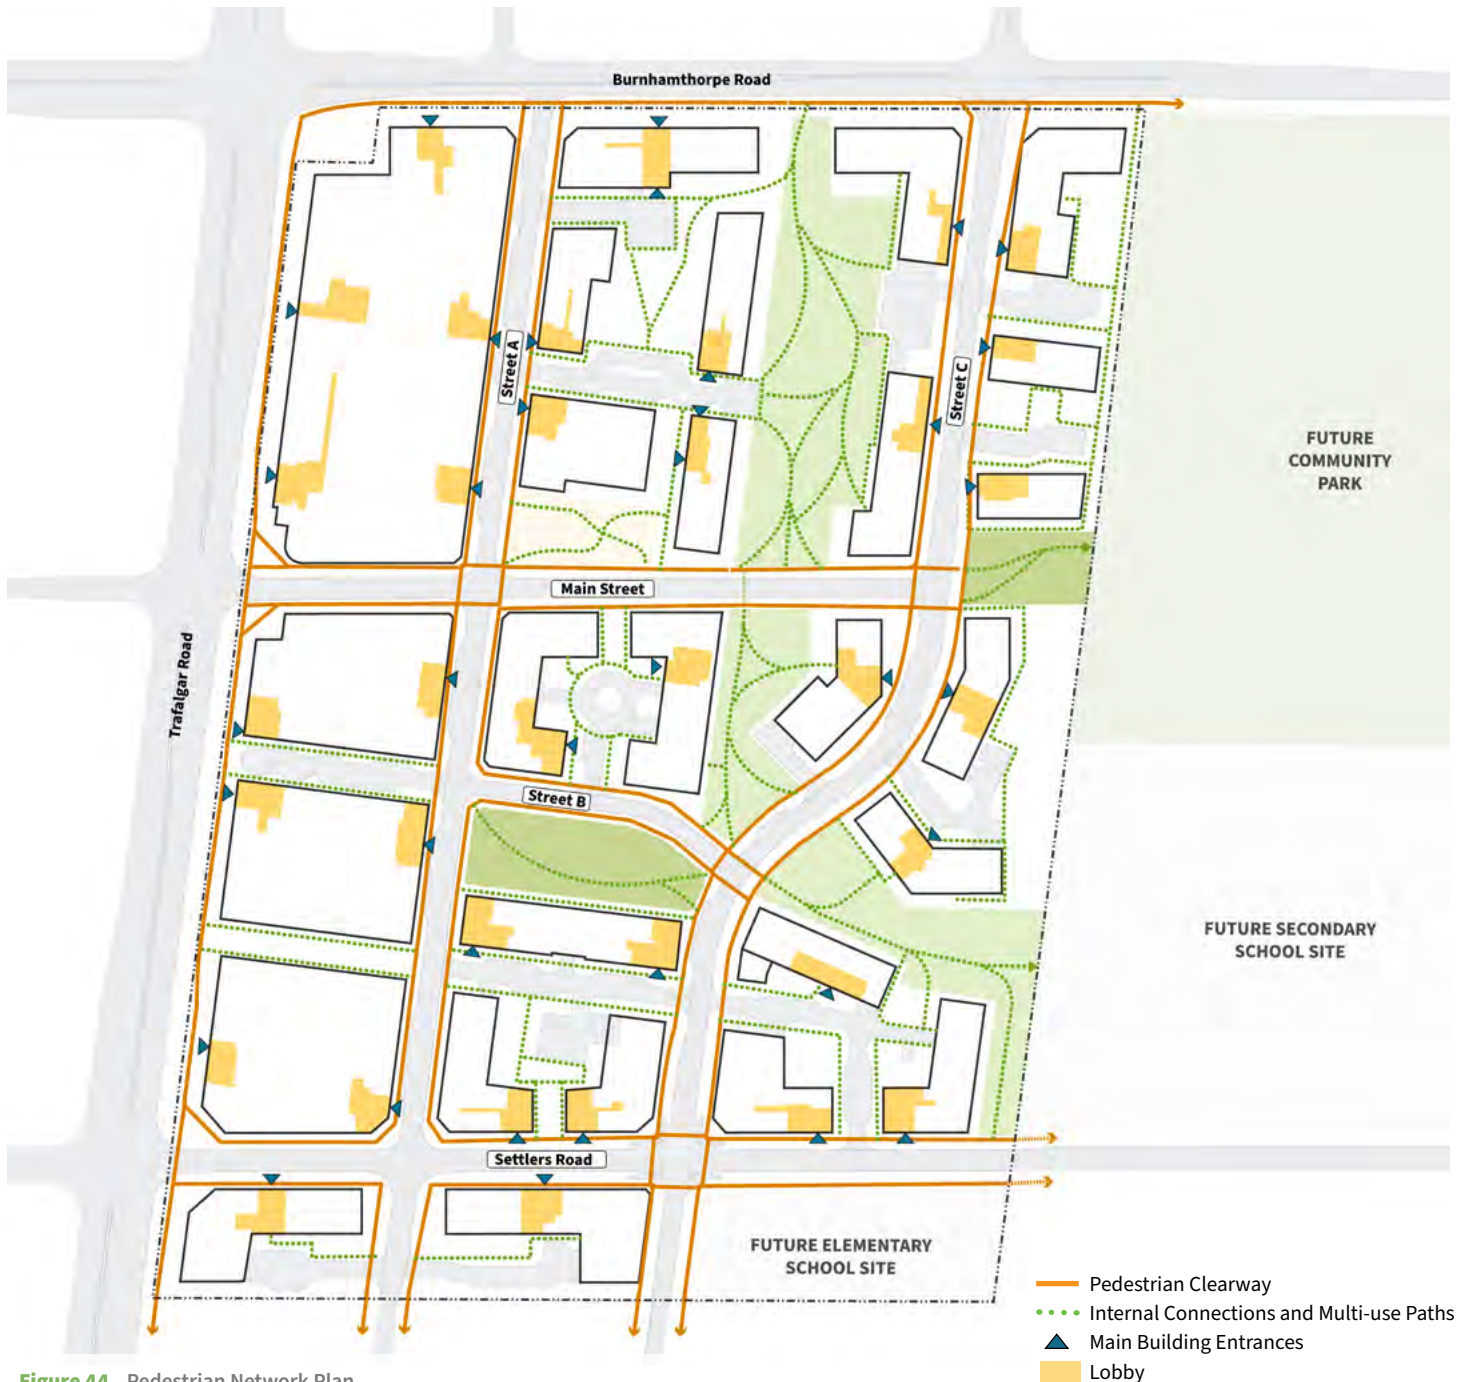 Burnhamthorpe Road
Street A
Street C
FUTURE
COMMUNITY
PARK
Main Street
Trafalgar Road
Street B
FUTURE SECONDARY
SCHOOL SITE
Settlers Road
FUTURE ELEMENTARY
SCHOOL SITE
Pedestrian Clearway
Internal Connections and Multi-use Paths
Main Building Entrances
Lobby
Figure 44 Pedestrian Network Plan